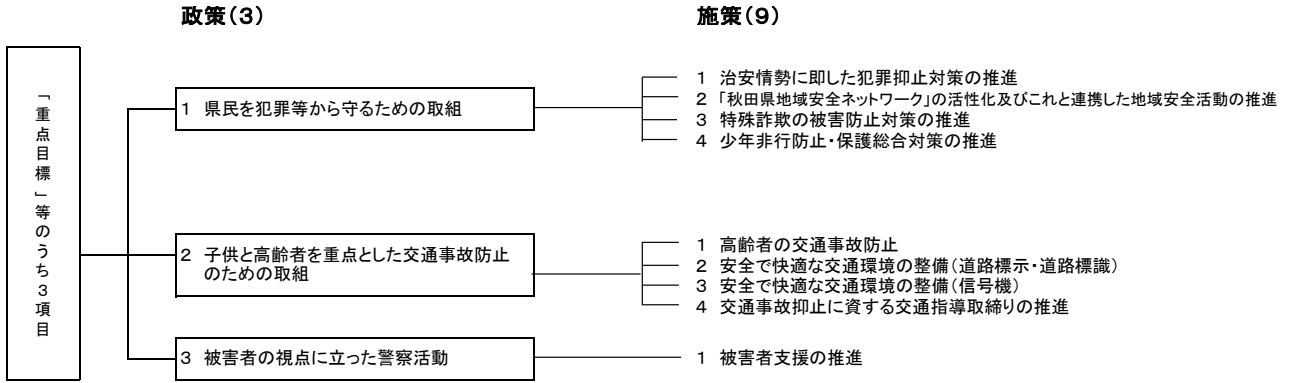 政策(3)
施策(9)
「重点目標」等のうち3項目
1 県民を犯罪等から守るための取組
1 治安情勢に即した犯罪抑止対策の推進
2 「秋田県地域安全ネットワーク」の活性化及びこれと連携した地域安全活動の推進
3 特殊詐欺の被害防止対策の推進
4 少年非行防止・保護総合対策の推進
2 子供と高齢者を重点とした交通事故防止
のための取組
1 高齢者の交通事故防止
2 安全で快適な交通環境の整備(道路標示・道路標識)
3 安全で快適な交通環境の整備(信号機)
4 交通事故抑止に資する交通指導取締りの推進
3 被害者の視点に立った警察活動
1 被害者支援の推進